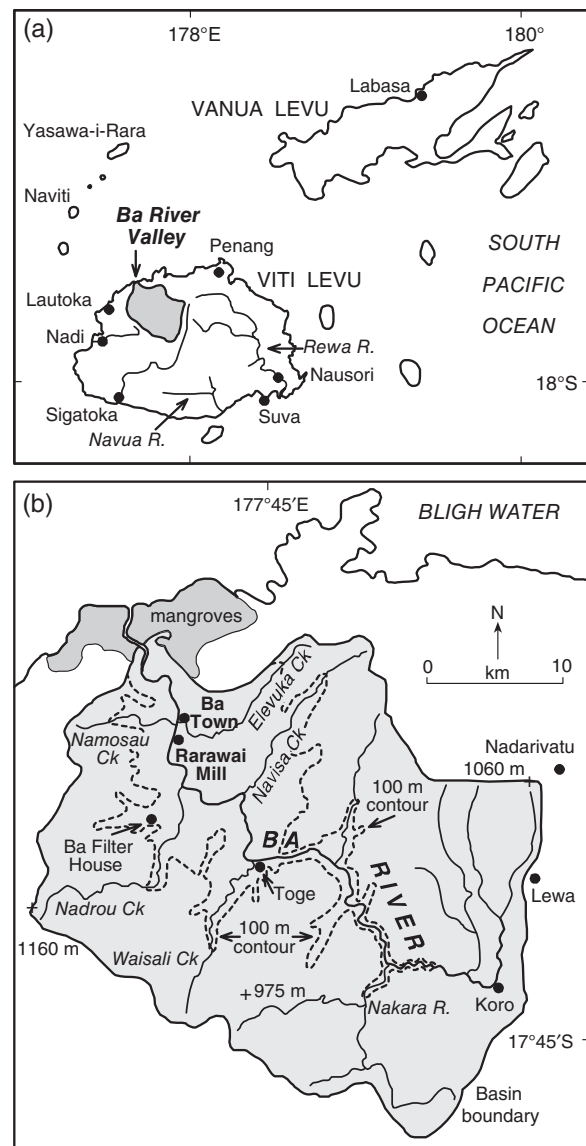 (a)
178°E
180°
Labasa
VANUA LEVU
Yasawa-i-Rara
Naviti
Ba River
Valley
Penang
SOUTH
PACIFIC
OCEAN
VITI LEVU
Lautoka
Nadi
Rewa R.
Nausori
18°S
Sigatoka
Navua R.
Suva
(b)
177°45'E
BLIGH WATER
mangroves
N
0 10
km
Elevuka Ck
Ba
Town
Namosau
Ck
Rarawai
Mill
Navisa Ck
Nadarivatu
1060 m
100 m
contour
BA
RIVER
Ba Filter
House
Toge
Lewa
Nadrou Ck
100 m
contour
1160 m
Waisali Ck
+975 m
Koro
Nakara R.
17°45'S
Basin
boundary